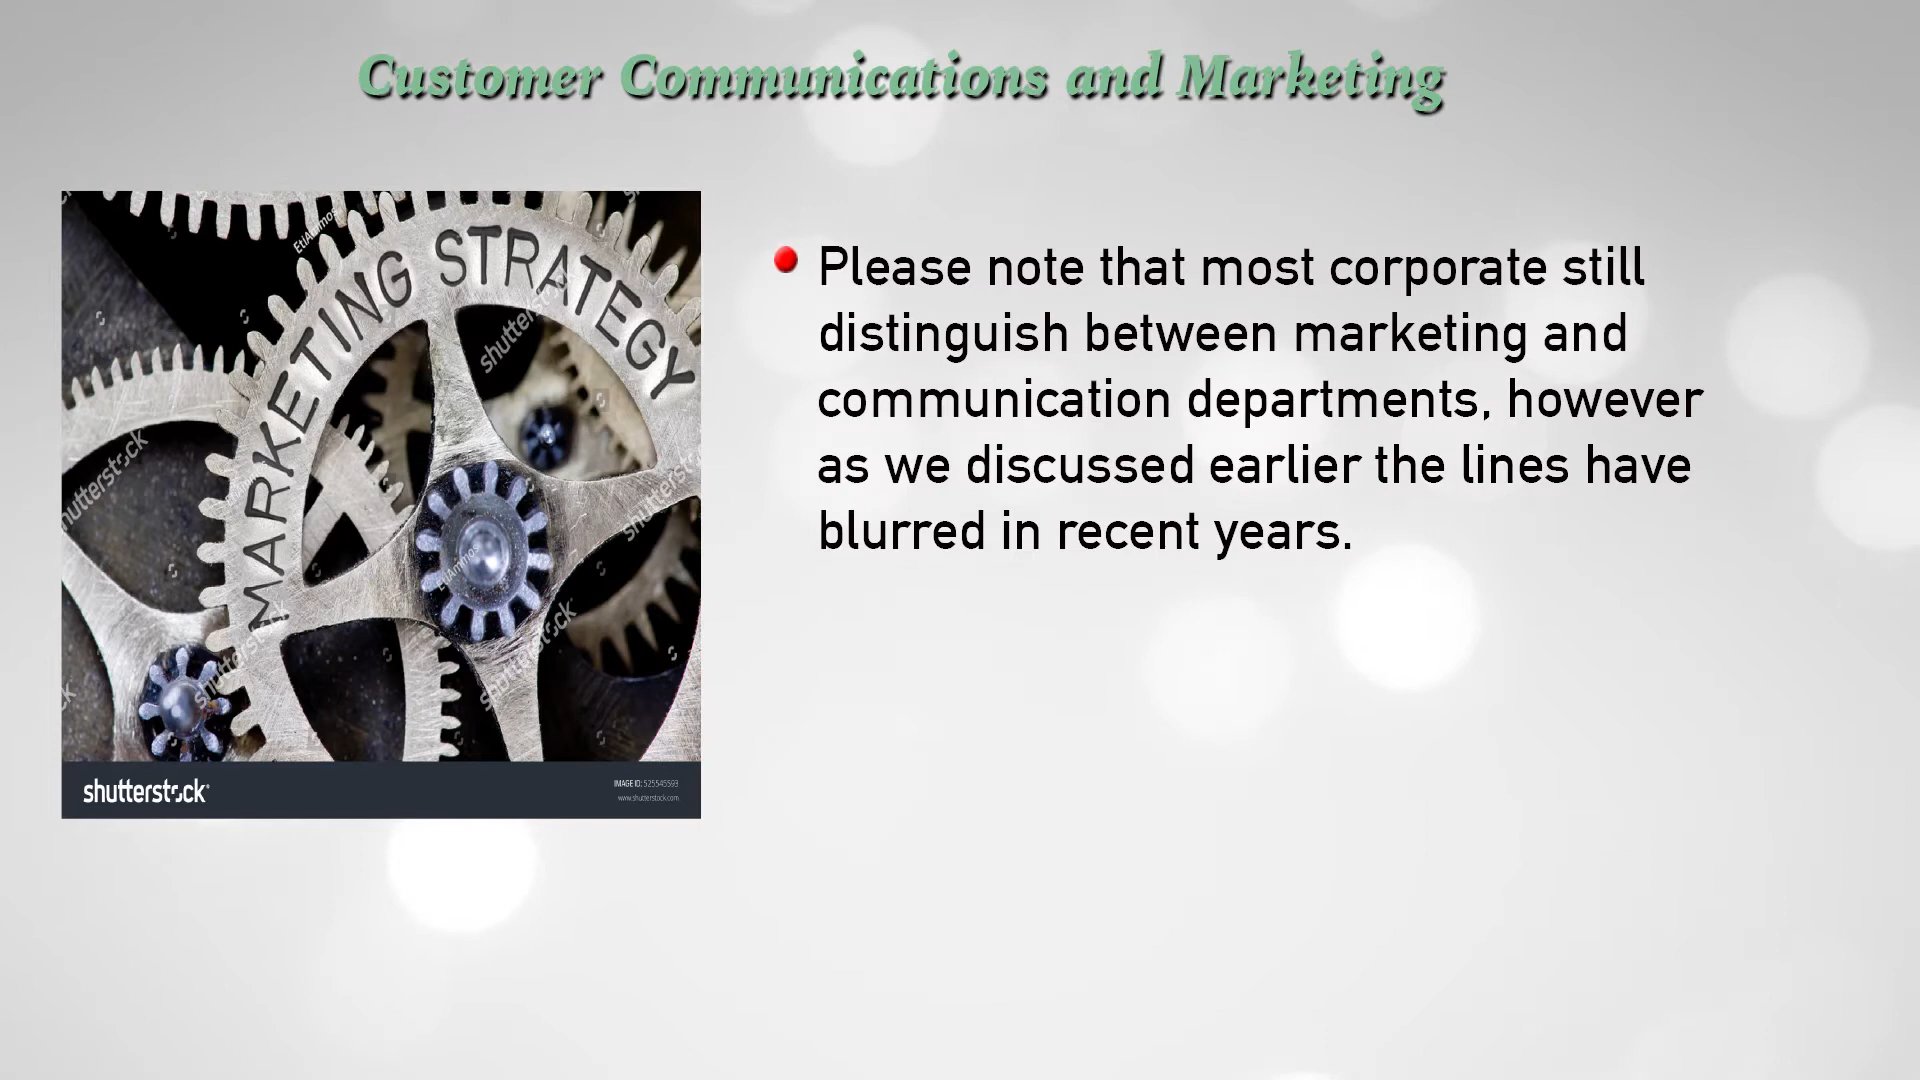 Customer Communications and Marketing
MARKETING STRATEGY
Please note that most corporate still
distinguish between marketing and
communication departments, however
as we discussed earlier the lines have
blurred in recent years.
shutterstock
IMAGE ID: 525545593
www.shutterstock.com
EtiAmmos
shutterstock
shutterstock
shutterstock
EtiAmmos
shutterstock
shutterstock